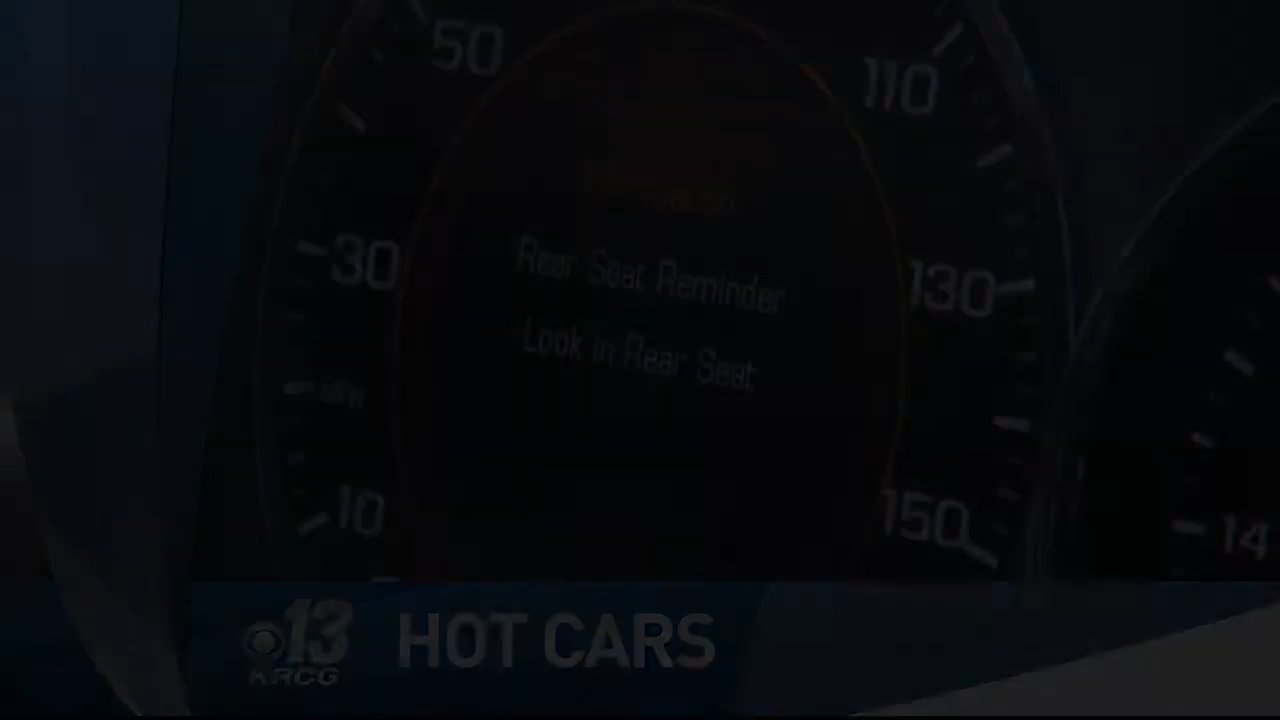 50
110
Rear Seat Reminder
30
130
Look in Rear Seat
10
150
14
13
HOT CARS
KRCG